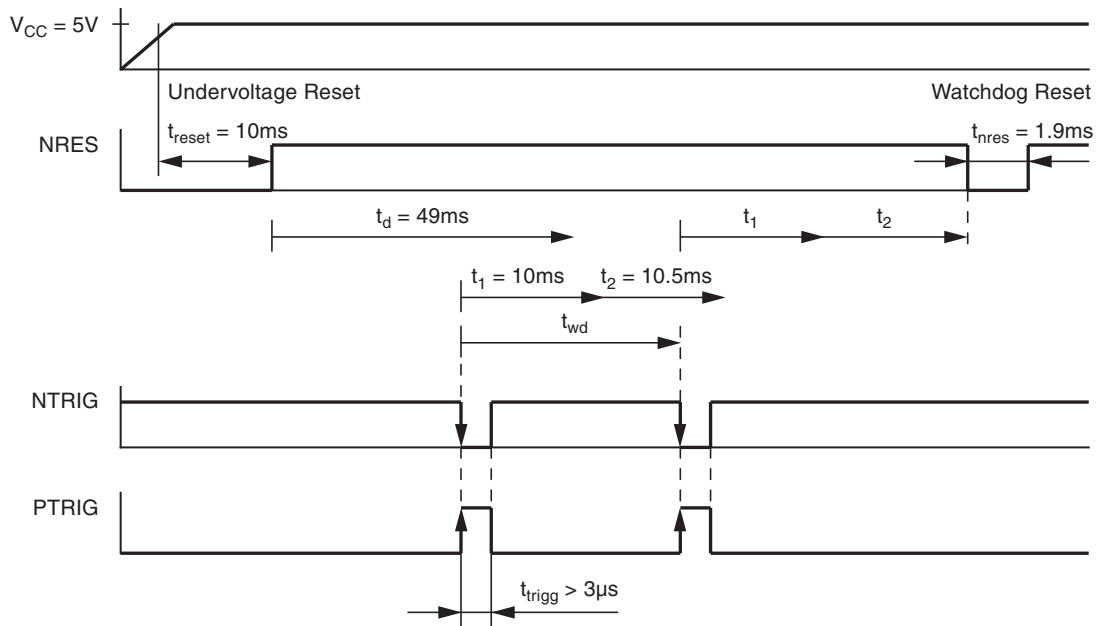 V_CC = 5V
Undervoltage Reset
Watchdog Reset
t_reset = 10ms
t_nres = 1.9ms
NRES
t_d = 49ms
t_1
t_2
t_1 = 10ms
t_2 = 10.5ms
t_wd
NTRIG
PTRIG
t_trigg > 3µs